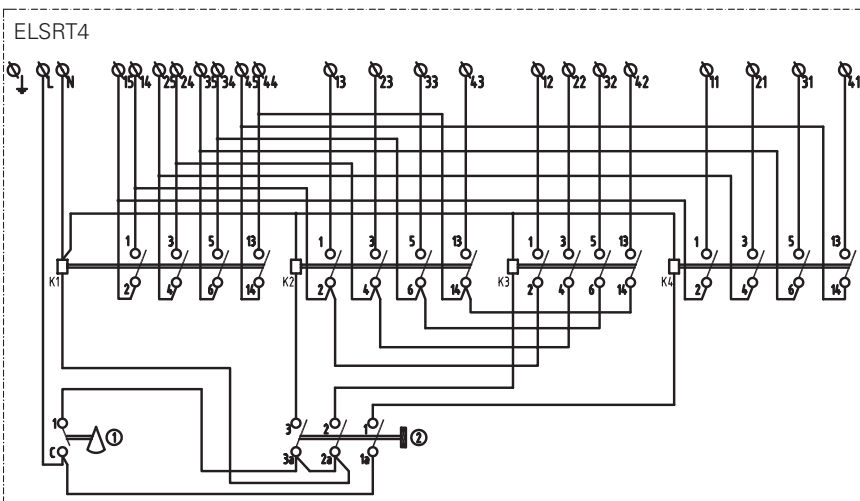 ELSRT4
L N 15 14 25 24 35 34 45 44 13 23 33 43 12 22 32 42 11 21 31 41
1 3 5 13 1 3 5 13 1 3 5 13 1 3 5 13
K1 2 4 6 14 K2 2 4 6 14 K3 2 4 6 14 K4 2 4 6 14
1 ① 3 2 1 ②
C 3a 2a 1a